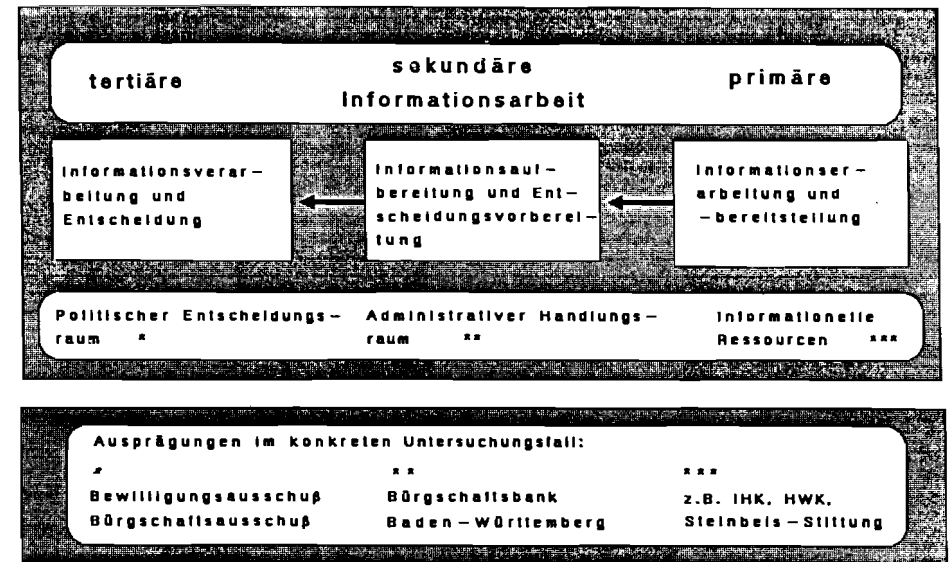 tertiäre sekundäre primäre
Informationsarbeit
Informationsverar-
beitung und
Entscheidung
Informationsauf-
bereitung und Ent-
scheidungsvorberei-
tung
Informationser-
arbeitung und
-bereitstellung
Politischer Entscheidungs-
raum *
Administrativer Handlungs-
raum **
Informationelle
Ressourcen ***
Ausprägungen im konkreten Untersuchungsfall:
*
Bewilligungsausschuß
Bürgschaftsausschuß
**
Bürgschaftsbank
Baden-Württemberg
***
z.B. IHK, HWK,
Steinbeis-Stiftung